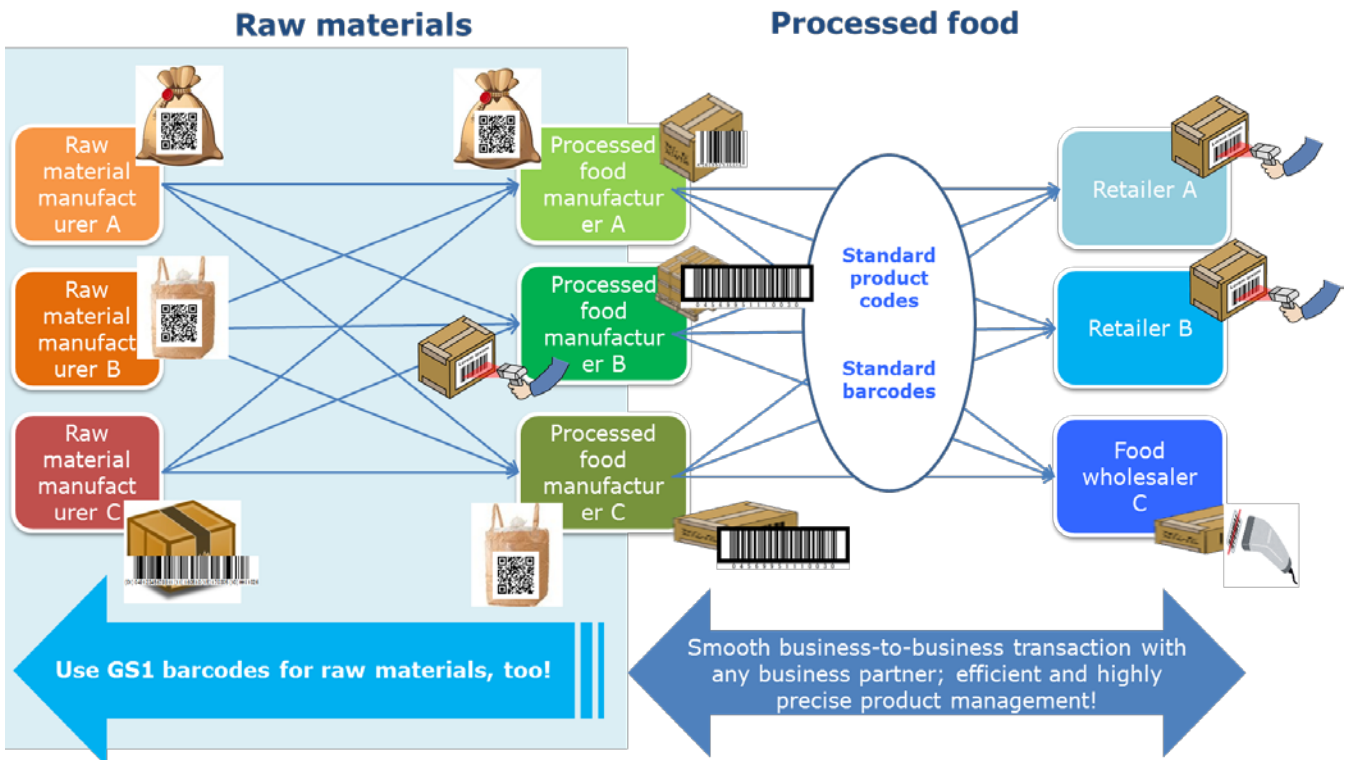 Raw materials
Processed food
Raw
material
manufact
urer A
Processed
food
manufactur
er A
Retailer A
Raw
material
manufact
urer B
Processed
food
manufactur
er B
Standard
product
codes
Standard
barcodes
Retailer B
Raw
material
manufact
urer C
Processed
food
manufactur
er C
Food
wholesaler
C
Use GS1 barcodes for raw materials, too!
Smooth business-to-business transaction with
any business partner; efficient and highly
precise product management!